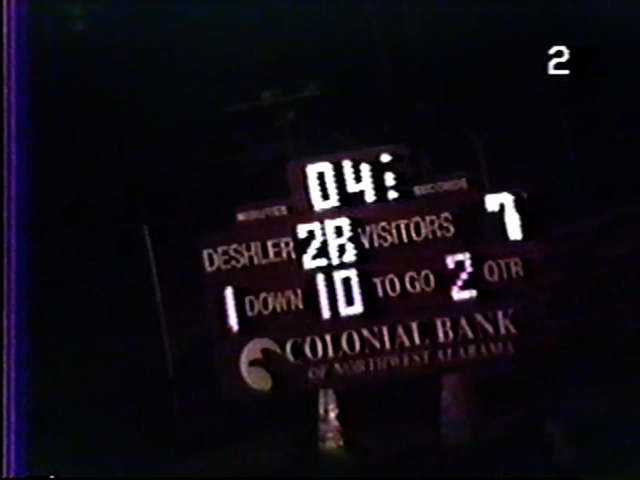 2
04:
MINUTES SECONDS
DESHLER 28 VISITORS 7
1 DOWN 10 TO GO 2 QTR
COLONIAL BANK
OF NORTHWEST ALABAMA